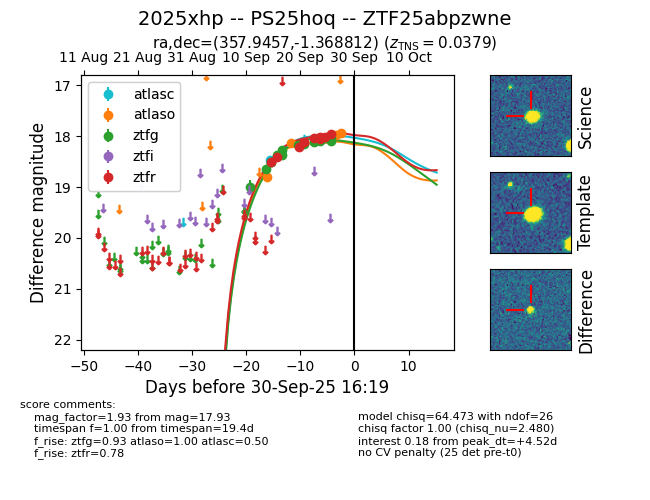 2025xhp -- PS25hoq -- ZTF25abpzwne
ra,dec=(357.9457,-1.368812) (z_TNS = 0.0379)
11 Aug 21 Aug 31 Aug 10 Sep 20 Sep 30 Sep 10 Oct
17
18
19
20
21
22
Difference magnitude
atlasc
atlaso
ztfg
ztfi
ztfr
−50 −40 −30 −20 −10 0 10
Days before 30-Sep-25 16:19
Science
Template
Difference
score comments:
mag_factor=1.93 from mag=17.93
timespan f=1.00 from timespan=19.4d
f_rise: ztfg=0.93 atlaso=1.00 atlasc=0.50
f_rise: ztfr=0.78
model chisq=64.473 with ndof=26
chisq factor 1.00 (chisq_nu=2.480)
interest 0.18 from peak_dt=+4.52d
no CV penalty (25 det pre-t0)